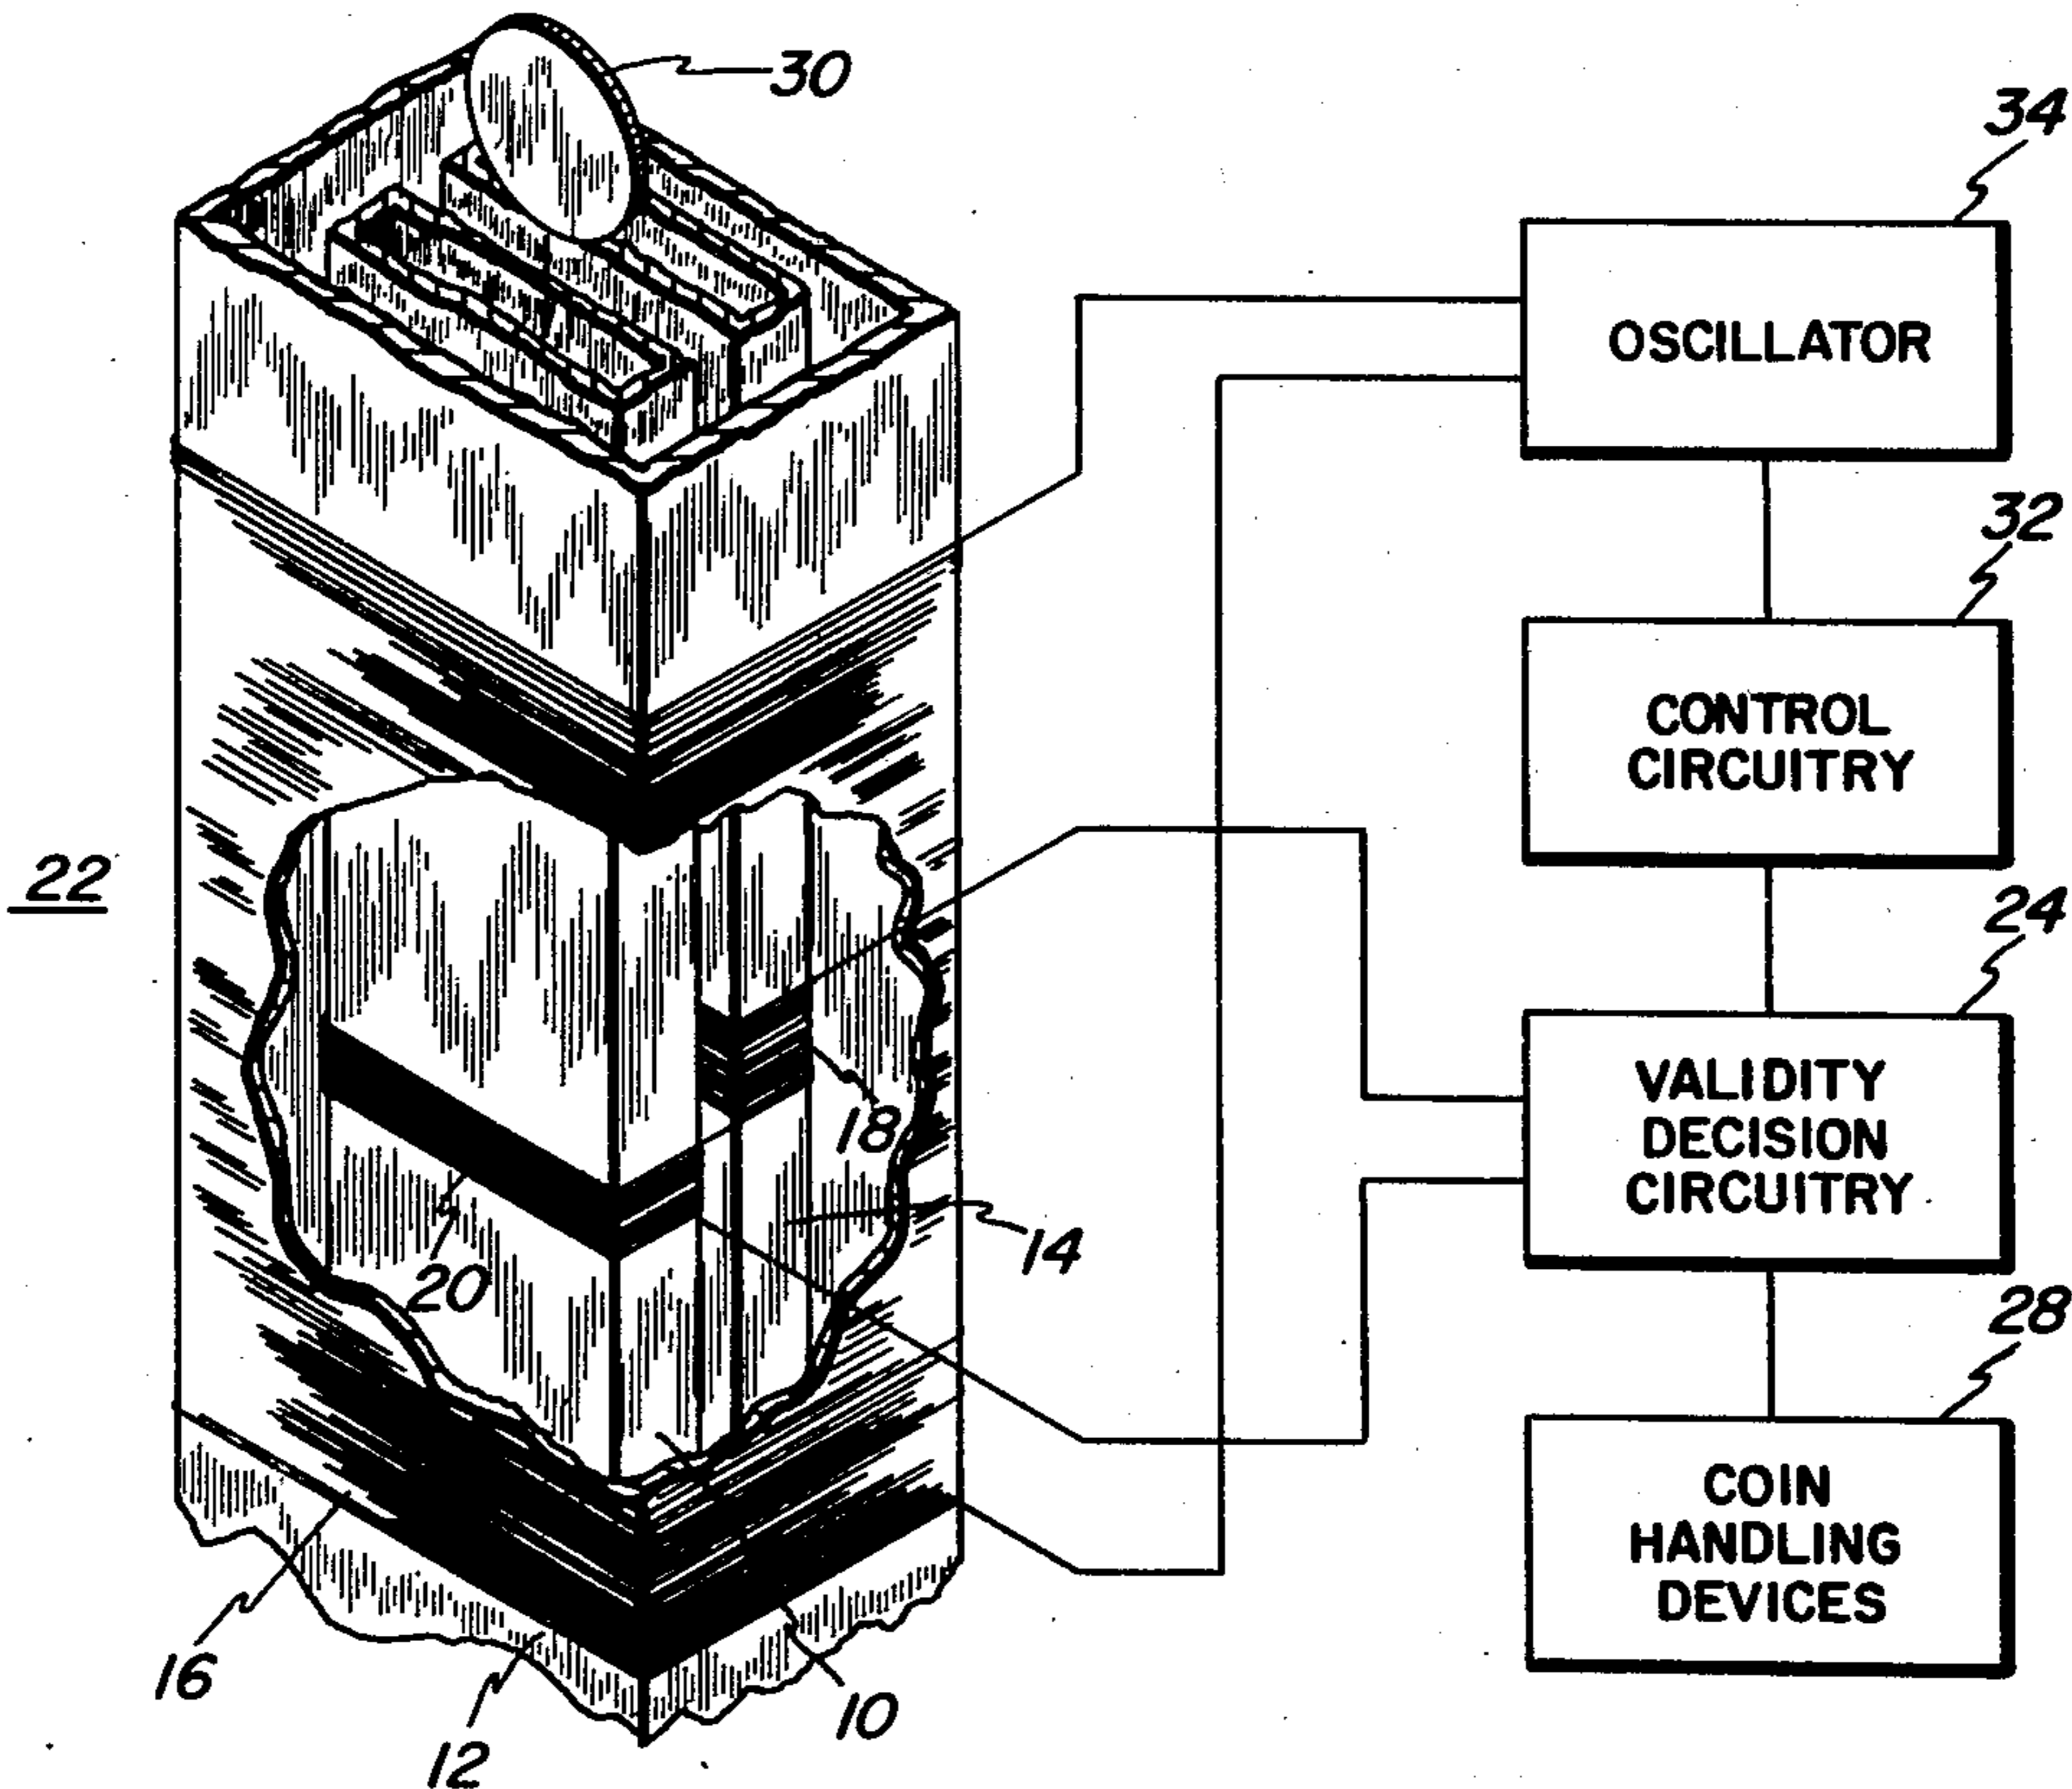 30
34
OSCILLATOR
32
CONTROL
CIRCUITRY
22
24
VALIDITY
DECISION
CIRCUITRY
18
14
20
28
COIN
HANDLING
DEVICES
16
12
10